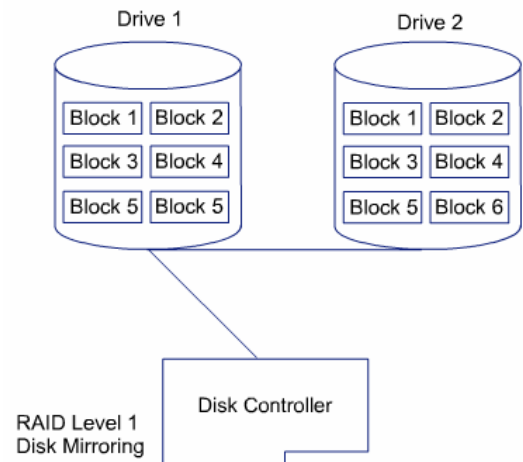 Drive 1
Drive 2
Block 1 Block 2
Block 3 Block 4
Block 5 Block 5
Block 1 Block 2
Block 3 Block 4
Block 5 Block 6
Disk Controller
RAID Level 1
Disk Mirroring